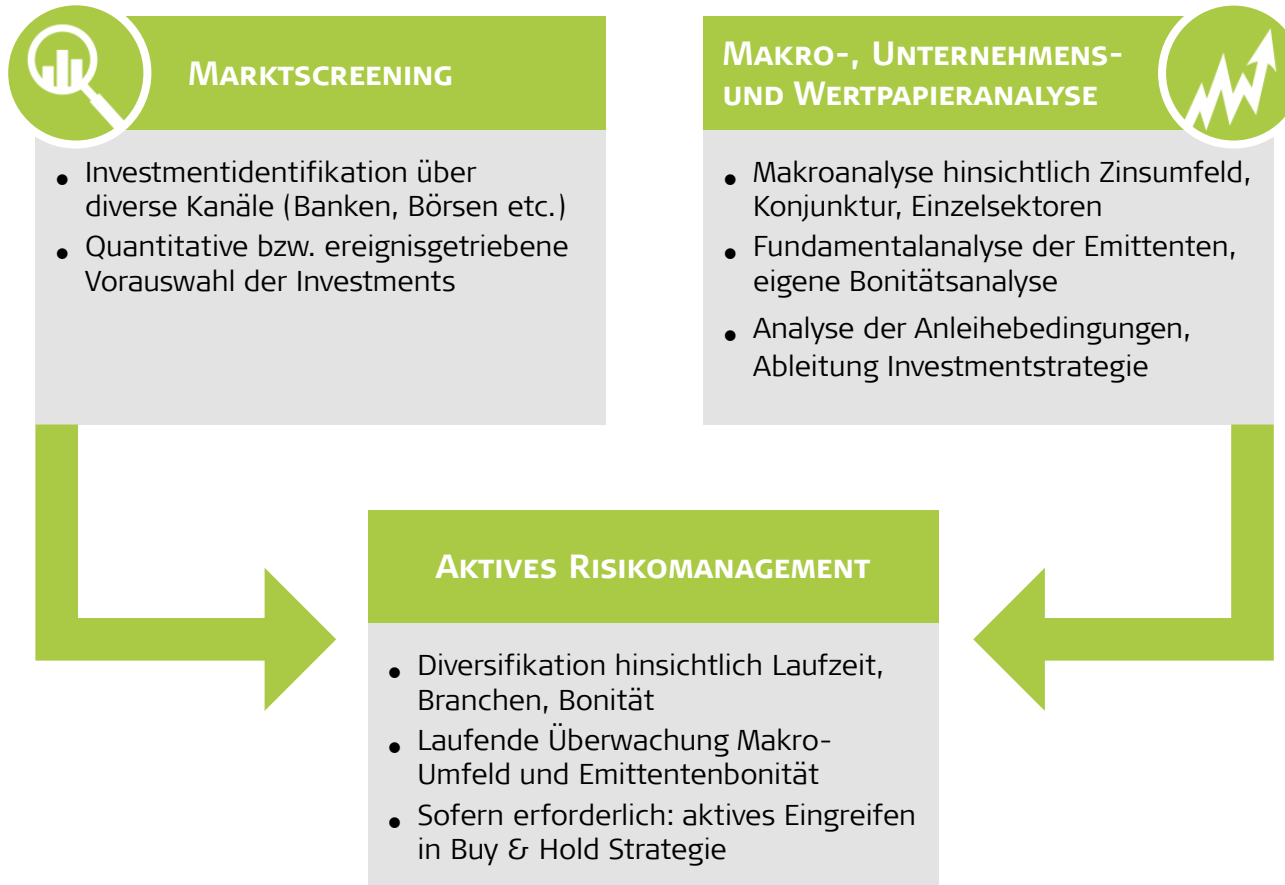 MARKTSCREENING
• Investmentidentifikation über
diverse Kanäle (Banken, Börsen etc.)
• Quantitative bzw. ereignisgetriebene
Vorauswahl der Investments
MAKRO-, UNTERNEHMENS-
UND WERTPAPIERANALYSE
• Makroanalyse hinsichtlich Zinsumfeld,
Konjunktur, Einzelsektoren
• Fundamentalanalyse der Emittenten,
eigene Bonitätsanalyse
• Analyse der Anleihebedingungen,
Ableitung Investmentstrategie
AKTIVES RISIKOMANAGEMENT
• Diversifikation hinsichtlich Laufzeit,
Branchen, Bonität
• Laufende Überwachung Makro-
Umfeld und Emittentenbonität
• Sofern erforderlich: aktives Eingreifen
in Buy & Hold Strategie